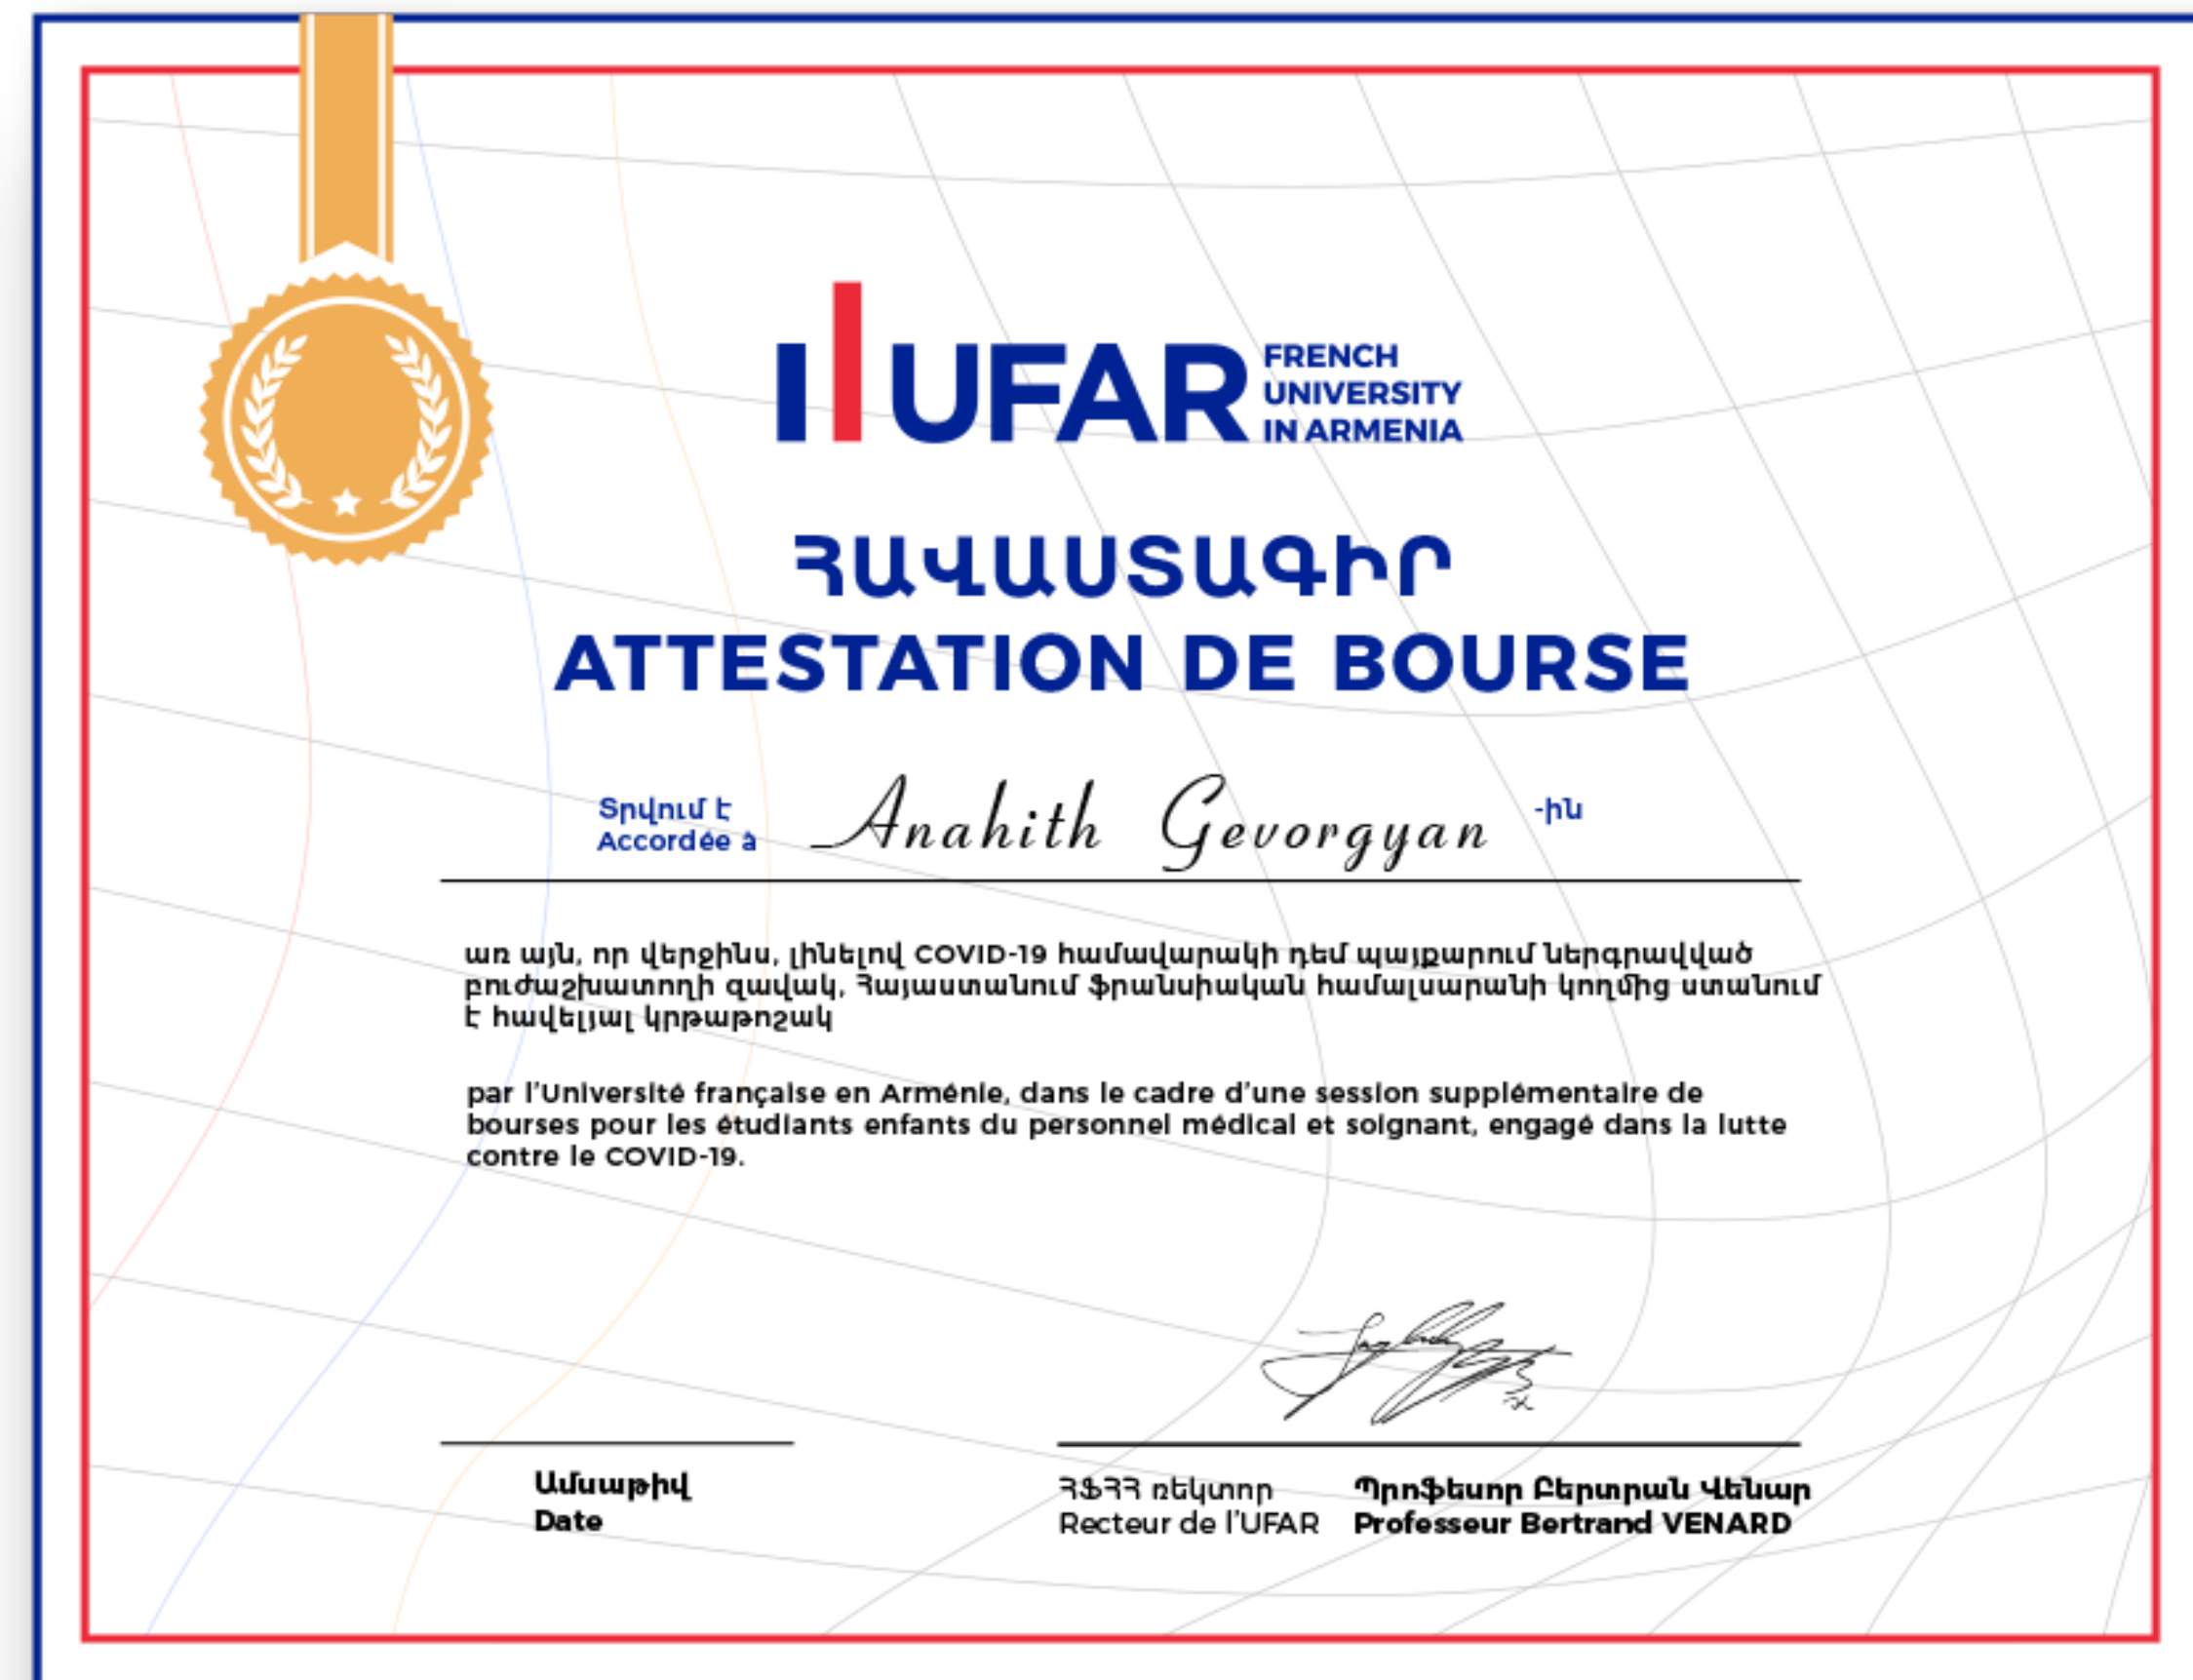 UFAR FRENCH
UNIVERSITY
IN ARMENIA
ՀԱՎԱՍՏԱԳԻՐ
ATTESTATION DE BOURSE
Տրվում է
Accordée à
Anahith Gevorgyan -ին
առ այն, որ վերջինս, լինելով COVID-19 համավարակի դեմ պայքարում ներգրավված
բուժաշխատողի զավակ, Հայաստանում ֆրանսիական համալսարանի կողմից ստանում
է հավելյալ կրթաթոշակ
par l'Université française en Arménie, dans le cadre d'une session supplémentaire de
bourses pour les étudiants enfants du personnel médical et soignant, engagé dans la lutte
contre le COVID-19.
Ամսաթիվ
Date
ՀՖՀՀ ռեկտոր Պրոֆեսոր Բերտրան Վենար
Recteur de l'UFAR Professeur Bertrand VENARD